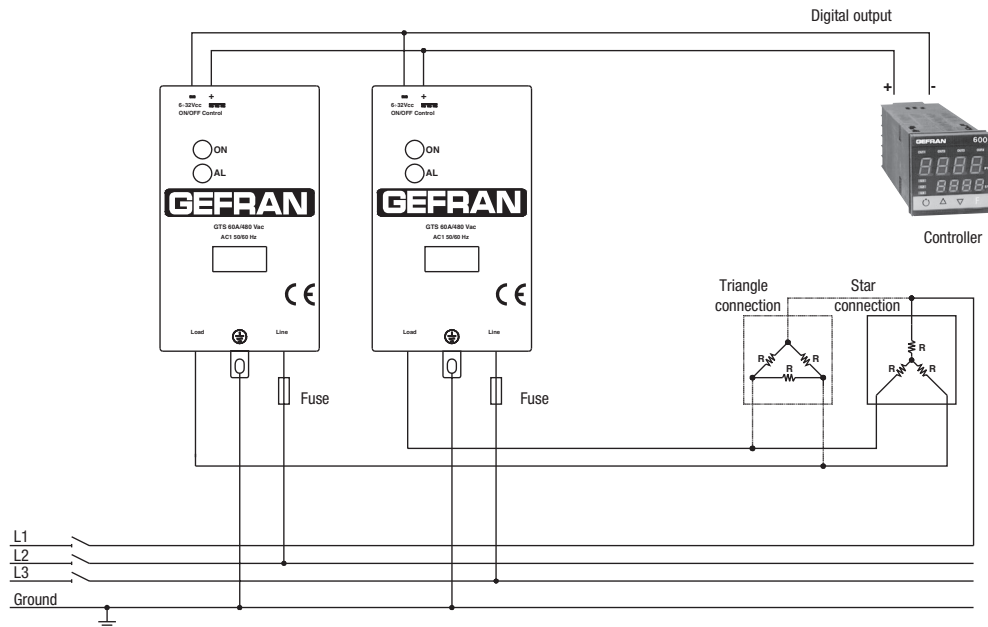 Digital output
6÷32Vcc
ON/OFF Control
ON
AL
GEFRAN
GTS 60A/480 Vac
AC1 50/60 Hz
CE
Load
Line
Fuse
6÷32Vcc
ON/OFF Control
ON
AL
GEFRAN
GTS 60A/480 Vac
AC1 50/60 Hz
CE
Load
Line
Fuse
+ -
GEFRAN 600
8888
8888
F
Controller
Triangle
connection
R
R
R
Star
connection
R
R
R
L1
L2
L3
Ground